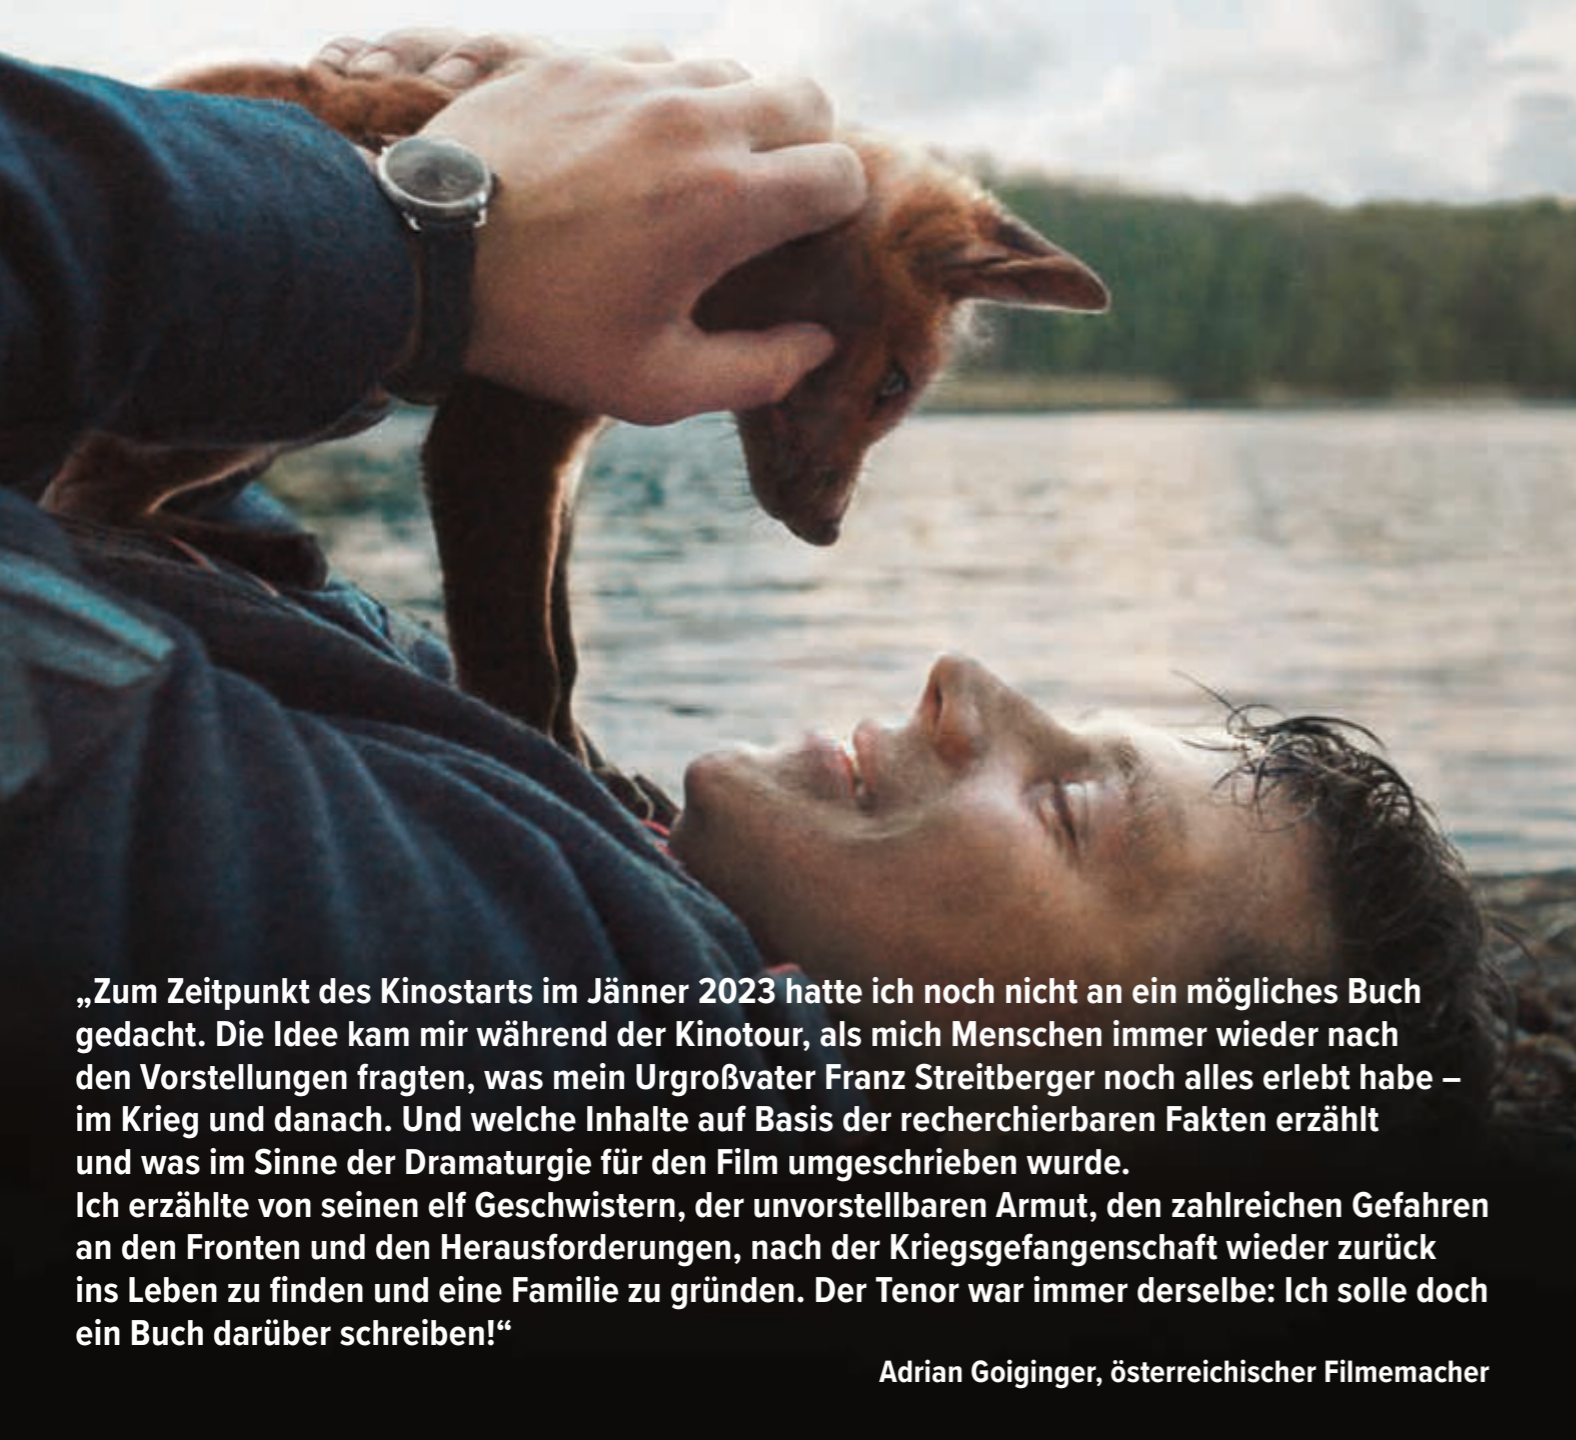 „Zum Zeitpunkt des Kinostarts im Jänner 2023 hatte ich noch nicht an ein mögliches Buch
gedacht. Die Idee kam mir während der Kinotour, als mich Menschen immer wieder nach
den Vorstellungen fragten, was mein Urgroßvater Franz Streitberger noch alles erlebt habe –
im Krieg und danach. Und welche Inhalte auf Basis der recherchierbaren Fakten erzählt
und was im Sinne der Dramaturgie für den Film umgeschrieben wurde.
Ich erzählte von seinen elf Geschwistern, der unvorstellbaren Armut, den zahlreichen Gefahren
an den Fronten und den Herausforderungen, nach der Kriegsgefangenschaft wieder zurück
ins Leben zu finden und eine Familie zu gründen. Der Tenor war immer derselbe: Ich solle doch
ein Buch darüber schreiben!“
Adrian Goiginger, österreichischer Filmemacher